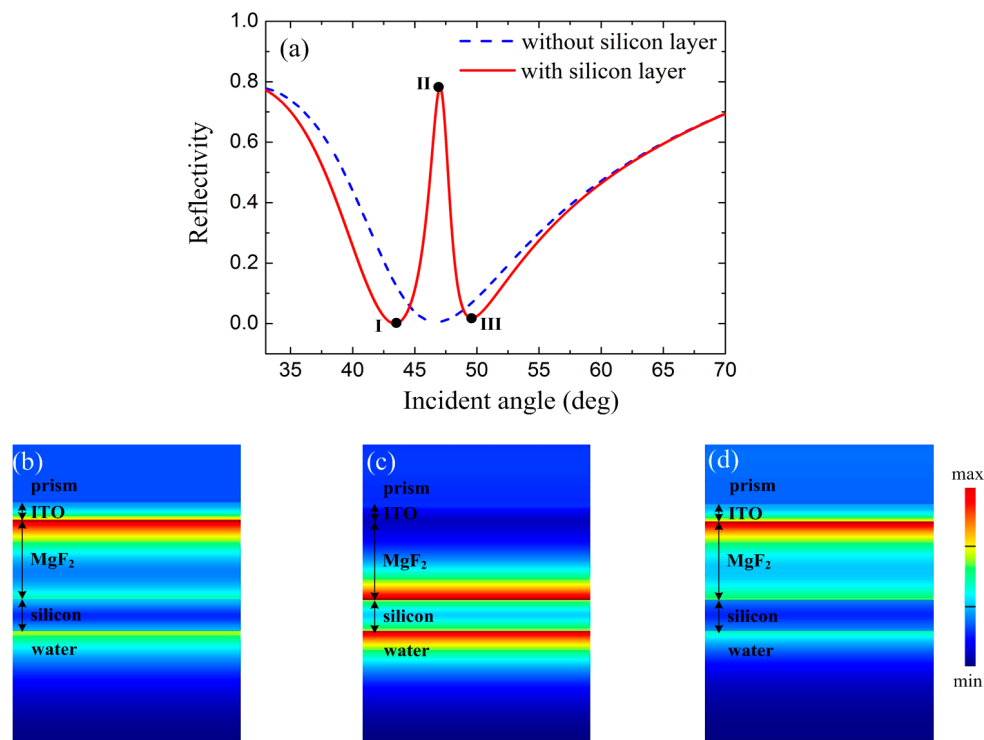 1.0
(a)
without silicon layer
with silicon layer
II
0.8
0.6
0.4
0.2
0.0
Reflectivity
I
III
35 40 45 50 55 60 65 70
Incident angle (deg)
(b)
prism
ITO
MgF₂
silicon
water
(c)
prism
ITO
MgF₂
silicon
water
(d)
prism
ITO
MgF₂
silicon
water
max
min